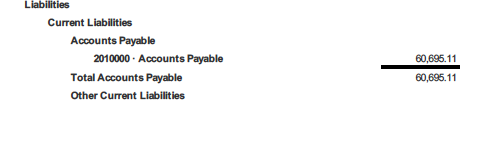 Liabilities
Current Liabilities
Accounts Payable
2010000 · Accounts Payable 60,695.11
Total Accounts Payable 60,695.11
Other Current Liabilities